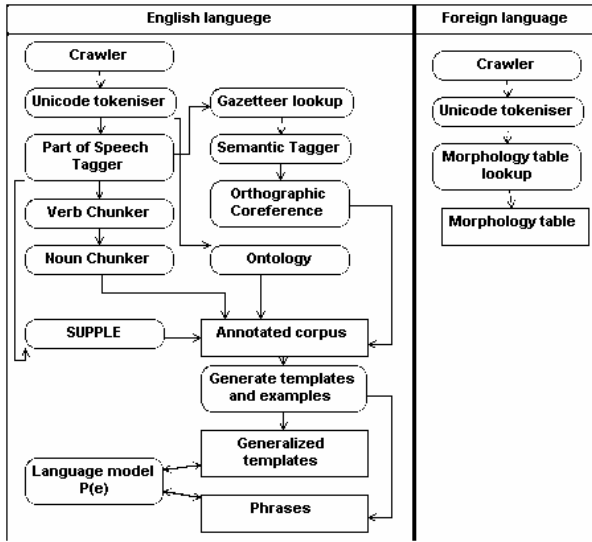 English languege
Foreign language
Crawler
Unicode tokeniser
Gazetteer lookup
Part of Speech
Tagger
Semantic Tagger
Orthographic
Coreference
Verb Chunker
Noun Chunker
Ontology
SUPPLE
Annotated corpus
Generate templates
and examples
Generalized
templates
Language model
P(e)
Phrases
Crawler
Unicode tokeniser
Morphology table
lookup
Morphology table